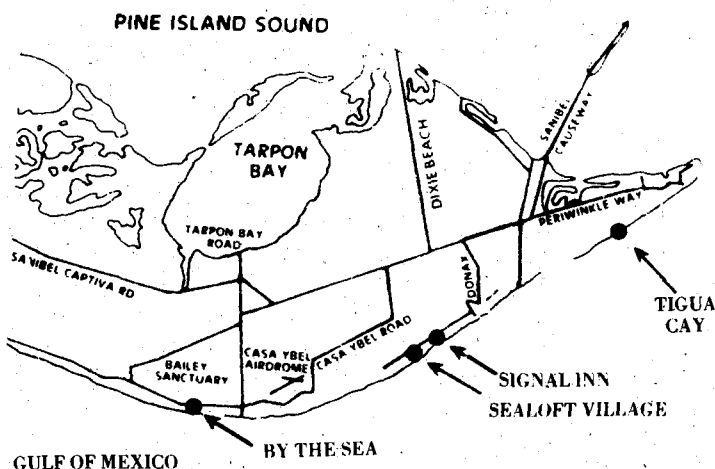 PINE ISLAND SOUND
TARPON
BAY
DIXIE BEACH
SANIBEL
CAUSEWAY
TARPON BAY
ROAD
PERIWINKLE WAY
SANIBEL CAPTIVA RD
TIGUA
CAY
DONAX
CASA YBEL ROAD
BAILEY
SANCTUARY
CASA YBEL
AIRDROME
SIGNAL INN
SEALOFT VILLAGE
BY THE SEA
GULF OF MEXICO